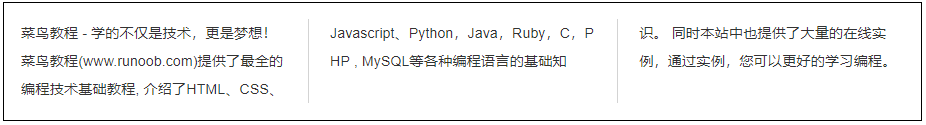 菜鸟教程 - 学的不仅是技术，更是梦想！
菜鸟教程(www.runoob.com)提供了最全的
编程技术基础教程, 介绍了HTML、CSS、
Javascript、Python，Java，Ruby，C，P
HP , MySQL等各种编程语言的基础知
识。 同时本站中也提供了大量的在线实
例，通过实例，您可以更好的学习编程。